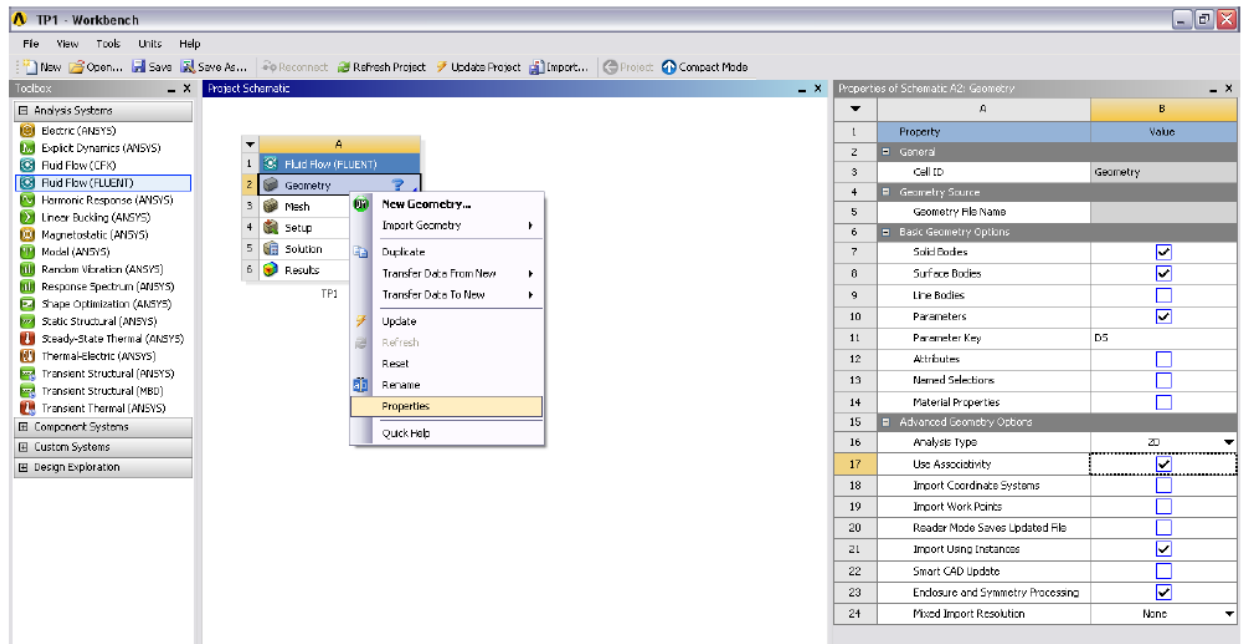 TP1 - Workbench
File View Tools Units Help
New Open... Save Save As... Reconnect Refresh Project Update Project Import... Project Compact Mode
Toolbox
Analysis Systems
Electric (ANSYS)
Explicit Dynamics (ANSYS)
Fluid Flow (CFX)
Fluid Flow (FLUENT)
Harmonic Response (ANSYS)
Linear Buckling (ANSYS)
Magnetostatic (ANSYS)
Modal (ANSYS)
Random Vibration (ANSYS)
Response Spectrum (ANSYS)
Shape Optimization (ANSYS)
Static Structural (ANSYS)
Steady-State Thermal (ANSYS)
Thermal-Electric (ANSYS)
Transient Structural (ANSYS)
Transient Structural (MBD)
Transient Thermal (ANSYS)
Component Systems
Custom Systems
Design Exploration
Project Schematic
A
1 Fluid Flow (FLUENT)
2 Geometry ?
3 Mesh
4 Setup
5 Solution
6 Results
TP1
New Geometry...
Import Geometry
Duplicate
Transfer Data From New
Transfer Data To New
Update
Refresh
Reset
Rename
Properties
Quick Help
Properties of Schematic A2: Geometry
A B
1 Property Value
2 General
3 Cell ID Geometry
4 Geometry Source
5 Geometry File Name
6 Basic Geometry Options
7 Solid Bodies
8 Surface Bodies
9 Line Bodies
10 Parameters
11 Parameter Key DS
12 Attributes
13 Named Selections
14 Material Properties
15 Advanced Geometry Options
16 Analysis Type 2D
17 Use Associativity
18 Import Coordinate Systems
19 Import Work Points
20 Reader Mode Saves Updated File
21 Import Using Instances
22 Smart CAD Update
23 Enclosure and Symmetry Processing
24 Mixed Import Resolution None